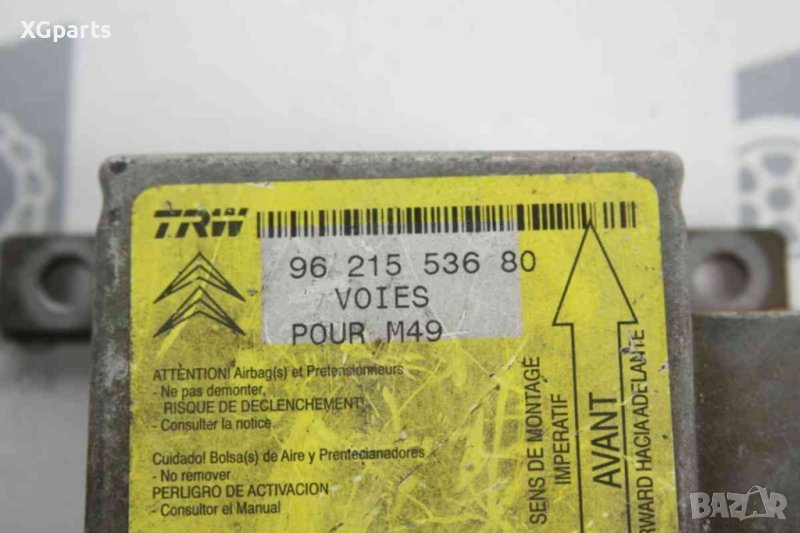 XGparts
TRW
96 215 536 80
VOIES
POUR M49
ATTENTION! Airbag(s) et Pretensionneurs
- Ne pas demonter,
RISQUE DE DECLENCHEMENT
- Consulter la notice.
Cuidado! Bolsa(s) de Aire y Prentecianadores
- No remover
PERLIGRO DE ACTIVACION
- Consultor el Manual
SENS DE MONTAGE
IMPERATIF
AVANT
HACIA ADELANTE
BAZAR